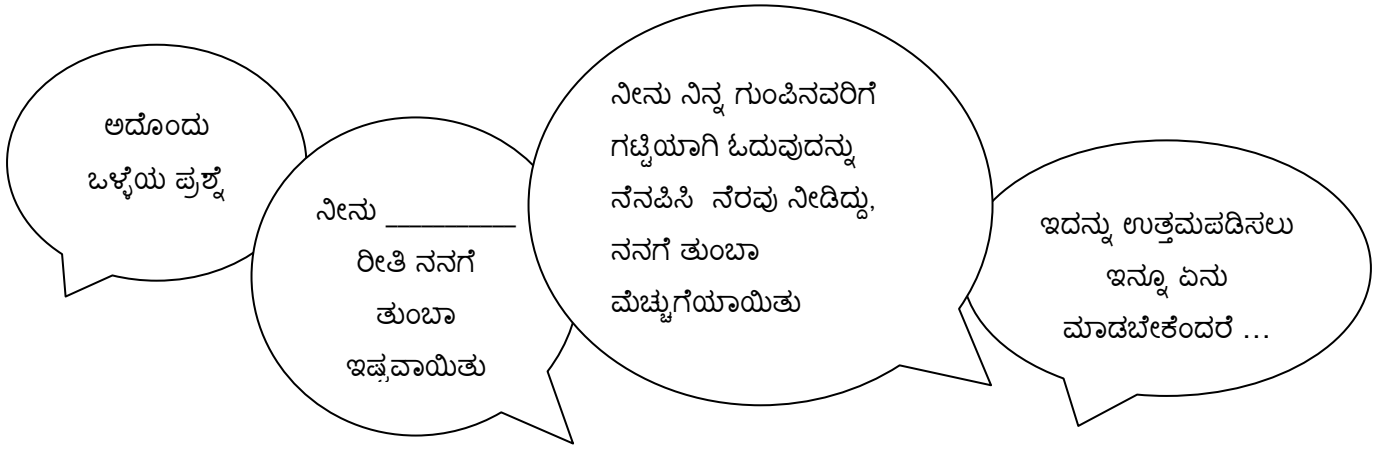 ಅದೊಂದು
ಒಳ್ಳೆಯ ಪ್ರಶ್ನೆ
ನೀನು __________
ರೀತಿ ನನಗೆ
ತುಂಬಾ
ಇಷ್ಟವಾಯಿತು
ನೀನು ನಿನ್ನ ಗುಂಪಿನವರಿಗೆ
ಗಟ್ಟಿಯಾಗಿ ಓದುವುದನ್ನು
ನೆನಪಿಸಿ ನೆರವು ನೀಡಿದ್ದು,
ನನಗೆ ತುಂಬಾ
ಮೆಚ್ಚುಗೆಯಾಯಿತು
ಇದನ್ನು ಉತ್ತಮಪಡಿಸಲು
ಇನ್ನೂ ಏನು
ಮಾಡಬೇಕೆಂದರೆ ...